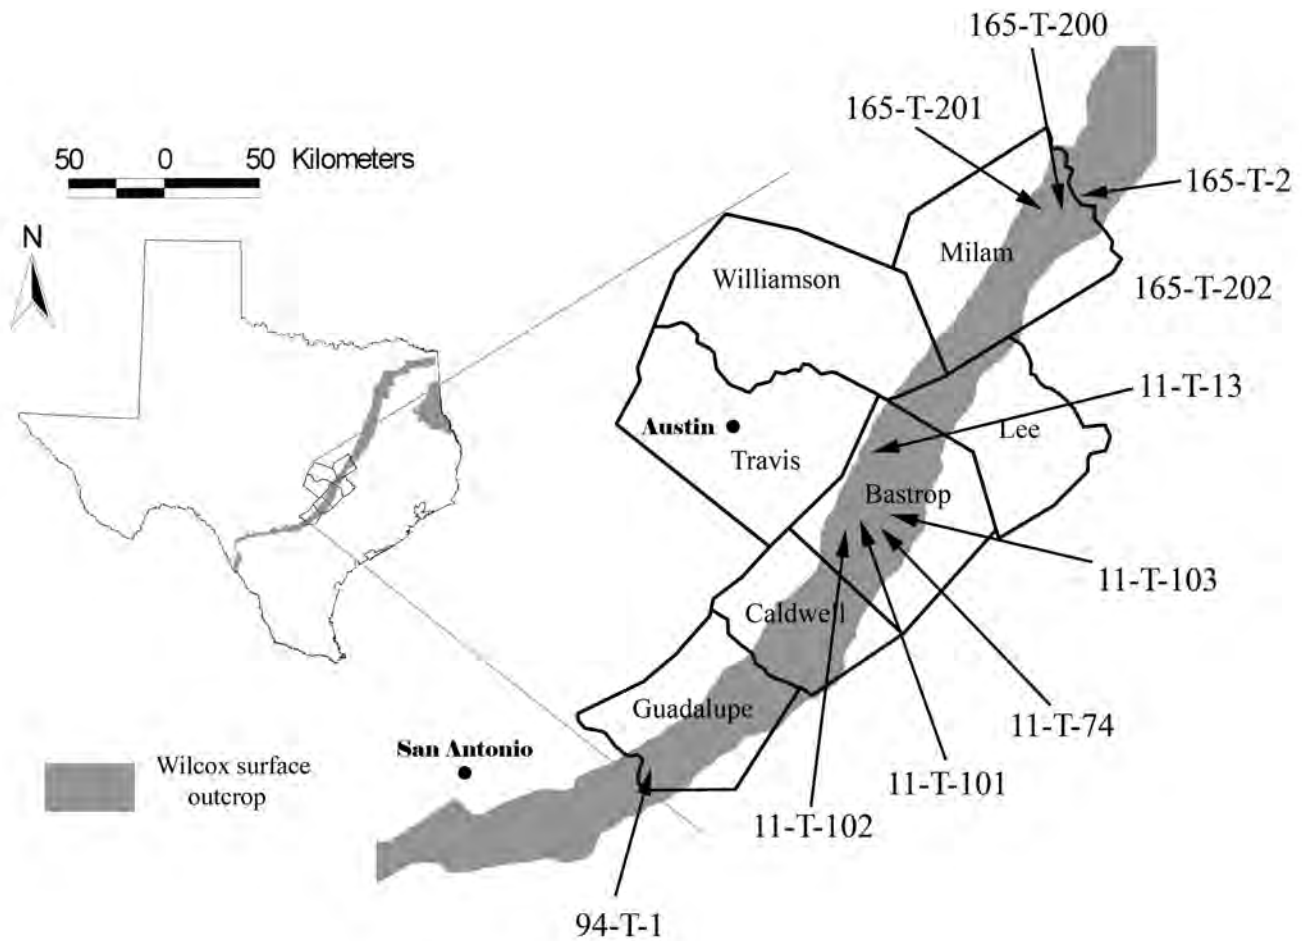 165-T-200
165-T-201
50 0 50 Kilometers
165-T-2
N
Milam
Williamson
165-T-202
11-T-13
Austin
Lee
Travis
Bastrop
11-T-103
Caldwell
Guadalupe
11-T-74
San Antonio
Wilcox surface
outcrop
11-T-101
11-T-102
94-T-1